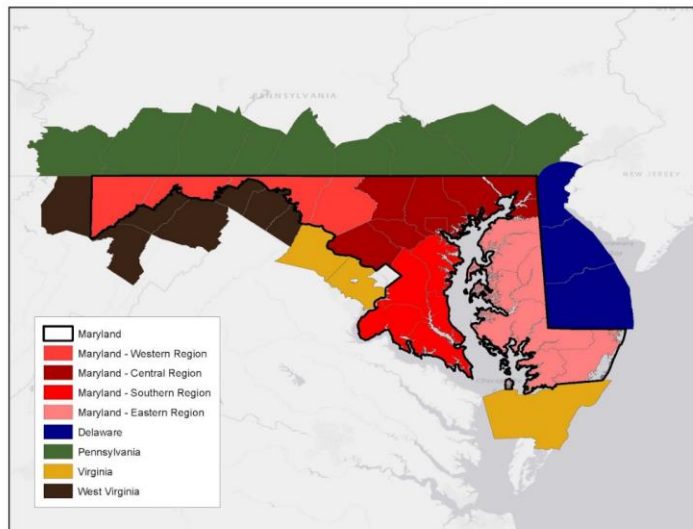 PENNSYLVANIA
NEW JERSEY
Maryland
Maryland - Western Region
Maryland - Central Region
Maryland - Southern Region
Maryland - Eastern Region
Delaware
Pennsylvania
Virginia
West Virginia